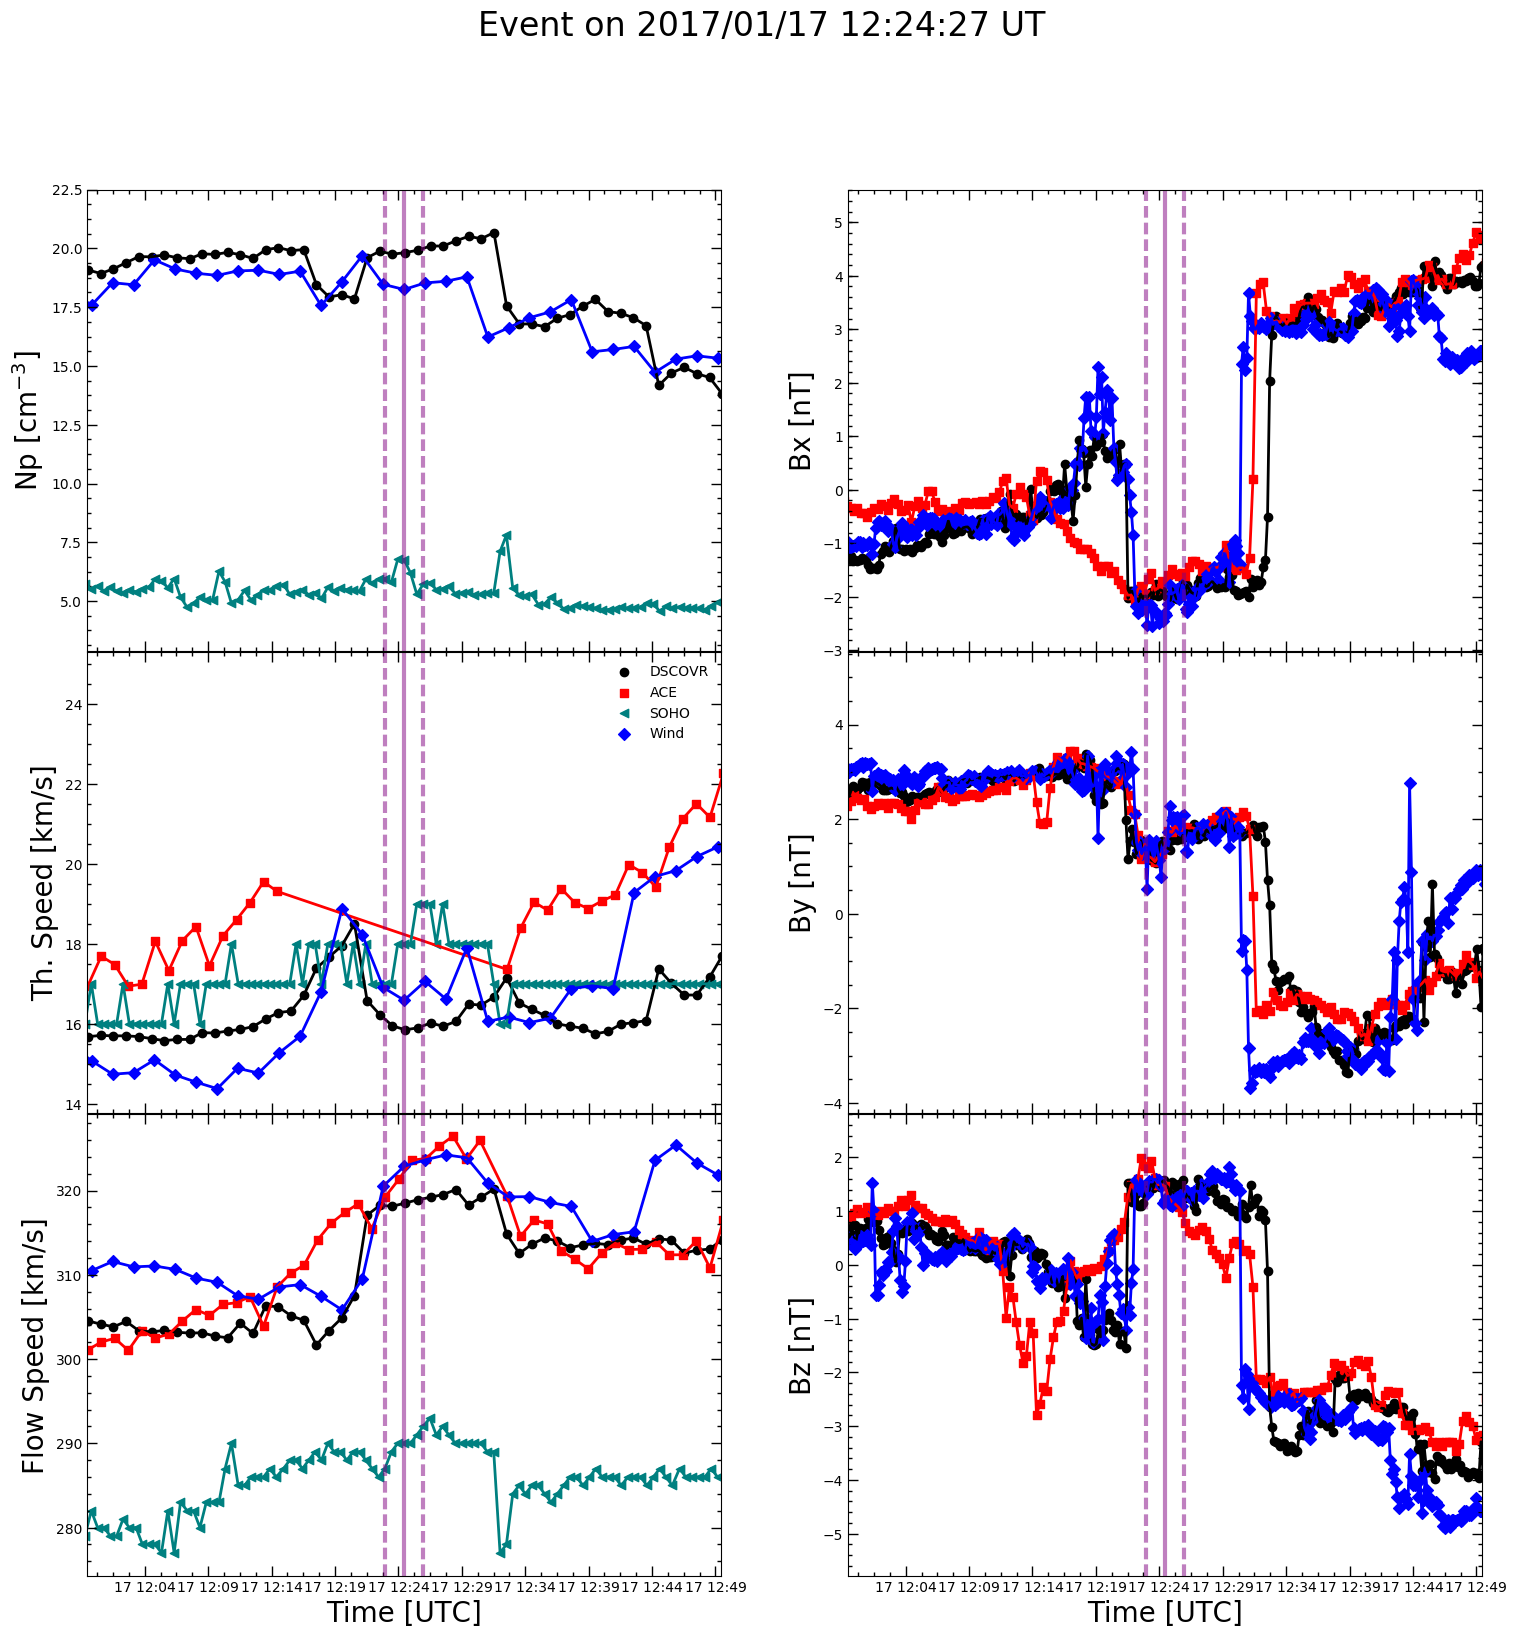 Event on 2017/01/17 12:24:27 UT
Np [cm−3]
22.5
20.0
17.5
15.0
12.5
10.0
7.5
5.0
Th. Speed [km/s]
24
22
20
18
16
14
DSCOVR
ACE
SOHO
Wind
Flow Speed [km/s]
320
310
300
290
280
17 12:04 17 12:09 17 12:14 17 12:19 17 12:24 17 12:29 17 12:34 17 12:39 17 12:44 17 12:49
Time [UTC]
Bx [nT]
5
4
3
2
1
0
−1
−2
−3
By [nT]
4
2
0
−2
−4
Bz [nT]
2
1
0
−1
−2
−3
−4
−5
17 12:04 17 12:09 17 12:14 17 12:19 17 12:24 17 12:29 17 12:34 17 12:39 17 12:44 17 12:49
Time [UTC]